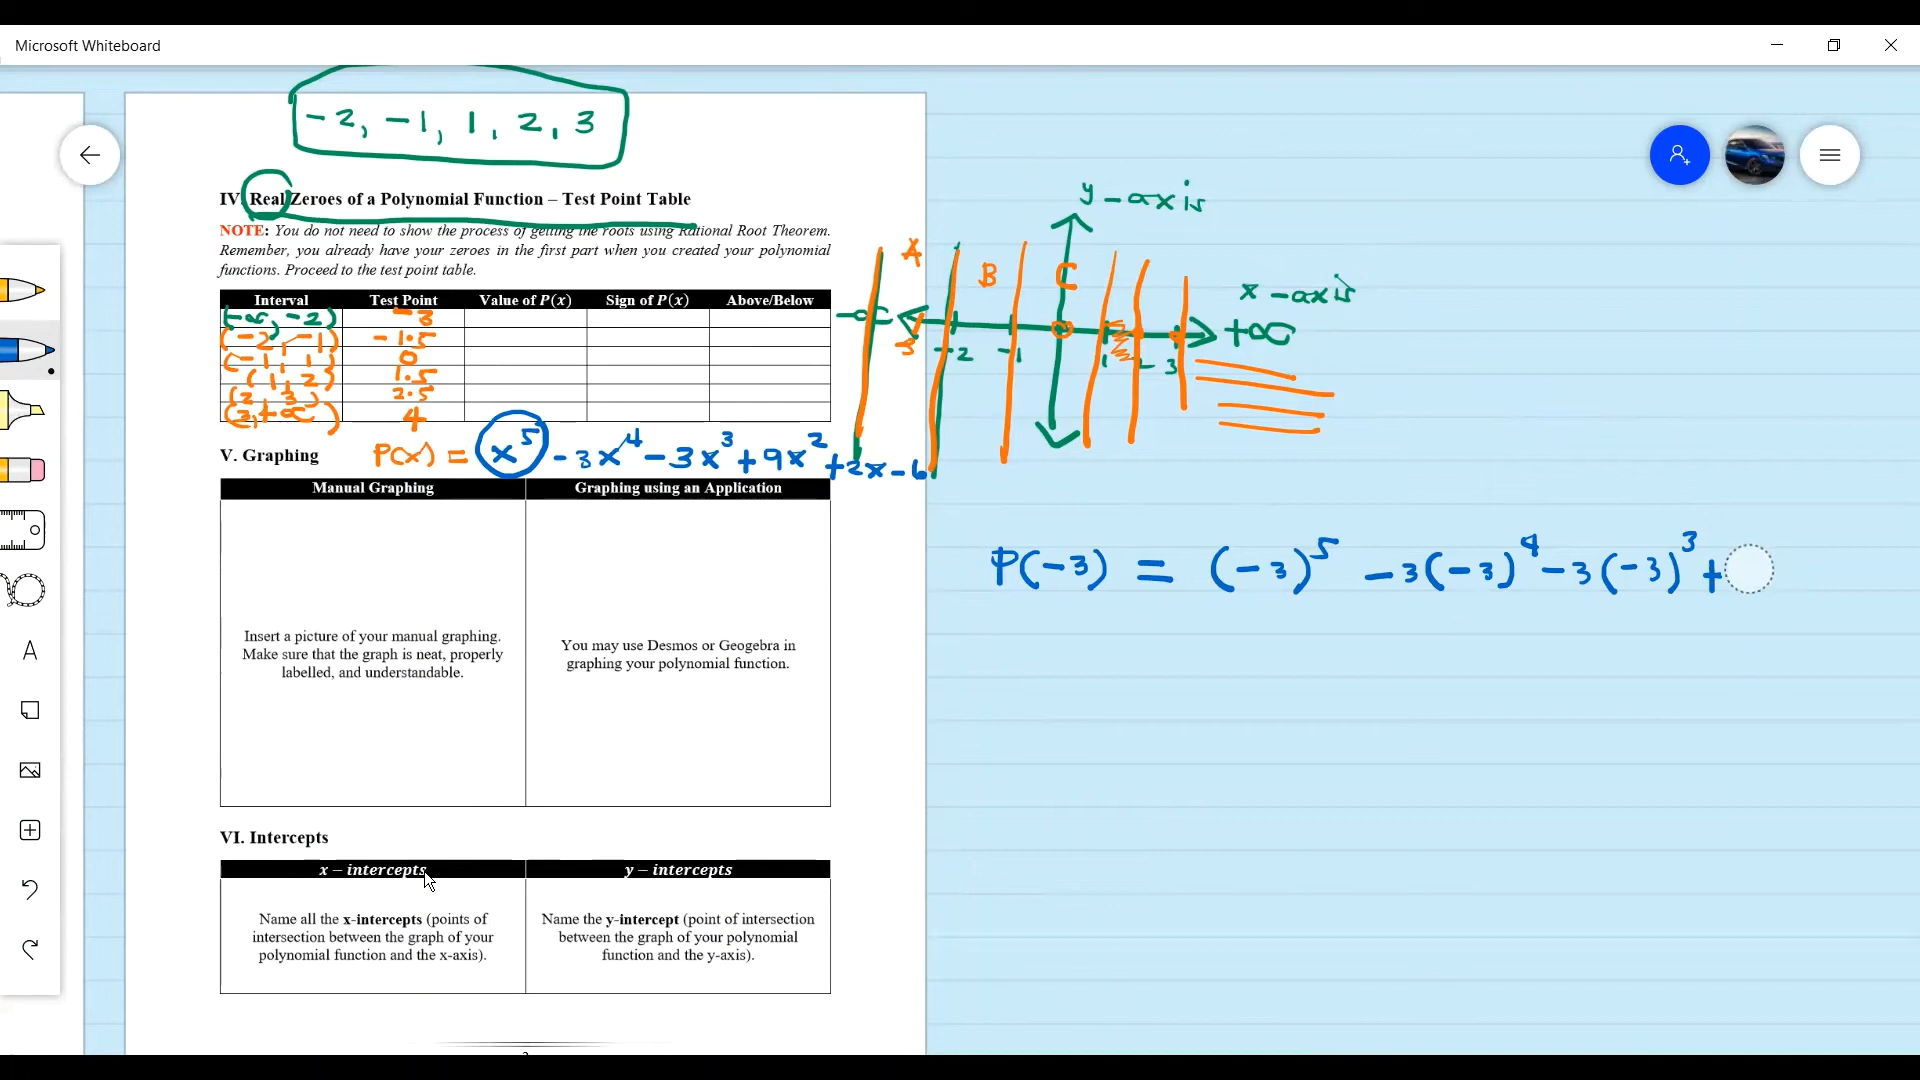 Microsoft Whiteboard
-2, -1, 1, 2, 3
IV. Real Zeroes of a Polynomial Function – Test Point Table
NOTE: You do not need to show the process of getting the roots using Rational Root Theorem.
Remember, you already have your zeroes in the first part when you created your polynomial
functions. Proceed to the test point table.
Interval Test Point Value of P(x) Sign of P(x) Above/Below
(-∞, -2) -3
(-2, -1) -1.5
(-1, 1) 0
(1, 2) 1.5
(2, 3) 2.5
(3, +∞) 4
y-axis
A B C
x-axis
-∞ +∞
-3 -2 -1 1 2 3
P(x) = x⁵ - 3x⁴ - 3x³ + 9x² + 2x - 6
V. Graphing
Manual Graphing Graphing using an Application
Insert a picture of your manual graphing.
Make sure that the graph is neat, properly
labelled, and understandable.
You may use Desmos or Geogebra in
graphing your polynomial function.
P(-3) = (-3)⁵ -3(-3)⁴ -3(-3)³ +
VI. Intercepts
x – intercepts y – intercepts
Name all the x-intercepts (points of
intersection between the graph of your
polynomial function and the x-axis).
Name the y-intercept (point of intersection
between the graph of your polynomial
function and the y-axis).